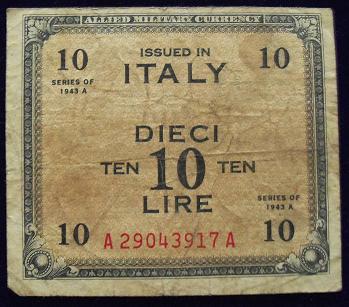 ALLIED MILITARY CURRENCY
10 ISSUED IN 10
ITALY
SERIES OF
1943 A
DIECI
TEN 10 TEN
LIRE
SERIES OF
1943 A
10 A 29043917 A 10